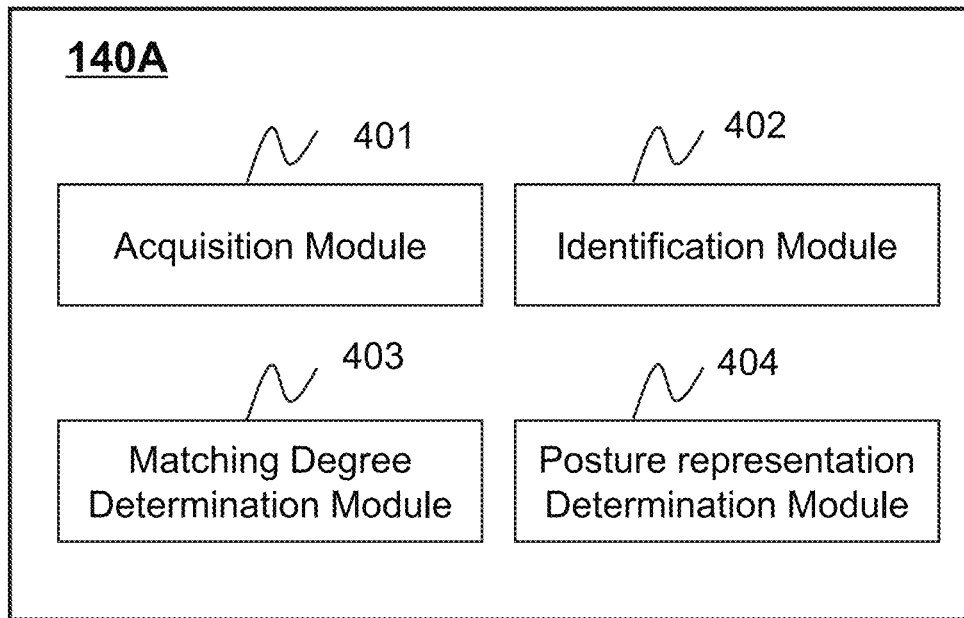 140A
401
402
Acquisition Module
Identification Module
403
404
Matching Degree
Determination Module
Posture representation
Determination Module